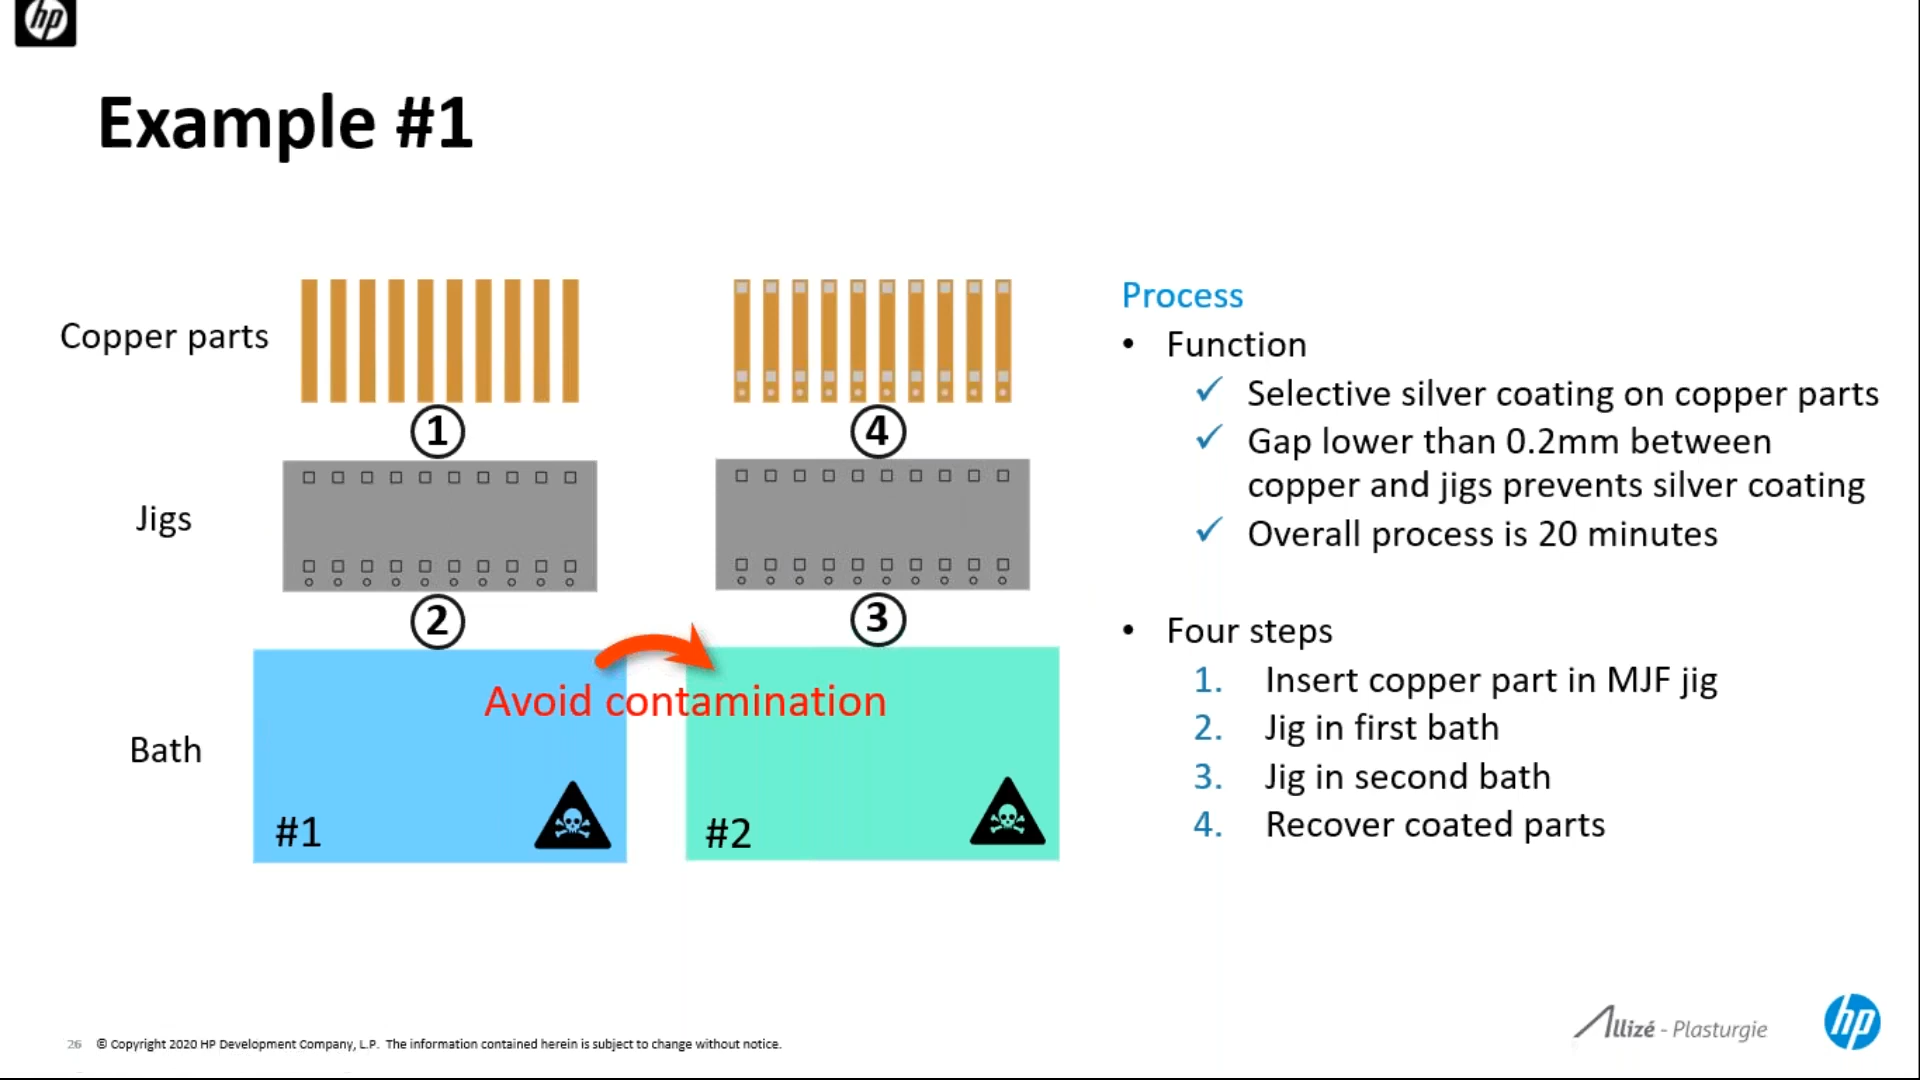 hp
Example #1
Copper parts
1
4
Jigs
2
3
Avoid contamination
Bath
#1
#2
Process
• Function
✓ Selective silver coating on copper parts
✓ Gap lower than 0.2mm between
copper and jigs prevents silver coating
✓ Overall process is 20 minutes
• Four steps
1. Insert copper part in MJF jig
2. Jig in first bath
3. Jig in second bath
4. Recover coated parts
26 © Copyright 2020 HP Development Company, L.P. The information contained herein is subject to change without notice.
Allizé - Plasturgie
hp